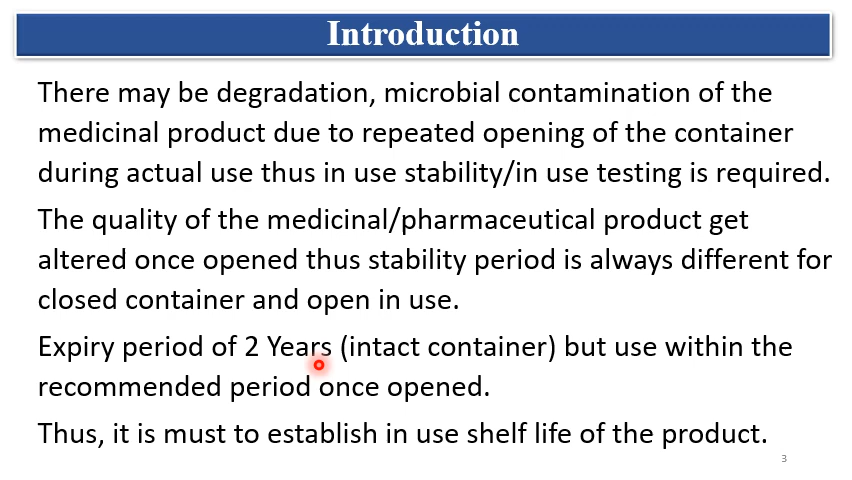 Introduction
There may be degradation, microbial contamination of the
medicinal product due to repeated opening of the container
during actual use thus in use stability/in use testing is required.
The quality of the medicinal/pharmaceutical product get
altered once opened thus stability period is always different for
closed container and open in use.
Expiry period of 2 Years (intact container) but use within the
recommended period once opened.
Thus, it is must to establish in use shelf life of the product.
3